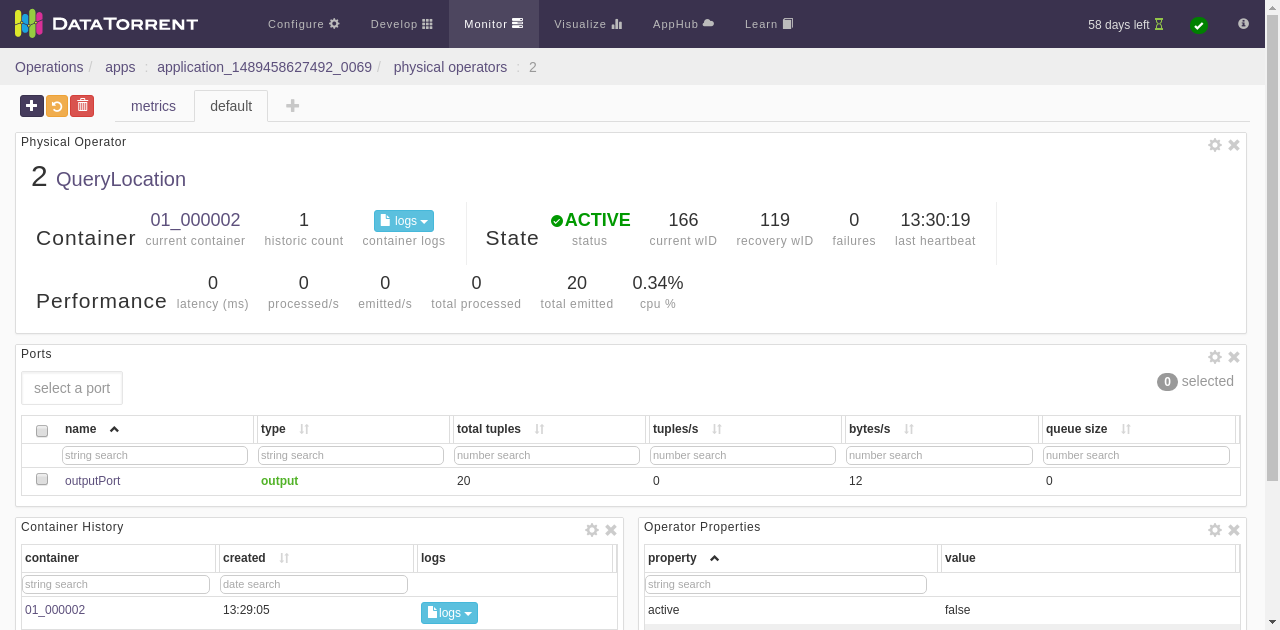 DATATORRENT Configure Develop Monitor Visualize AppHub Learn 58 days left
Operations / apps : application_1489458627492_0069 / physical operators : 2
metrics default
Physical Operator
2 QueryLocation
Container 01_000002 current container 1 historic count logs container logs State ACTIVE status 166 current wID 119 recovery wID 0 failures 13:30:19 last heartbeat
Performance 0 latency (ms) 0 processed/s 0 emitted/s 0 total processed 20 total emitted 0.34% cpu %
Ports
select a port 0 selected
name type total tuples tuples/s bytes/s queue size
string search string search number search number search number search number search
outputPort output 20 0 12 0
Container History
container created logs
string search date search
01_000002 13:29:05 logs
Operator Properties
property value
string search
active false